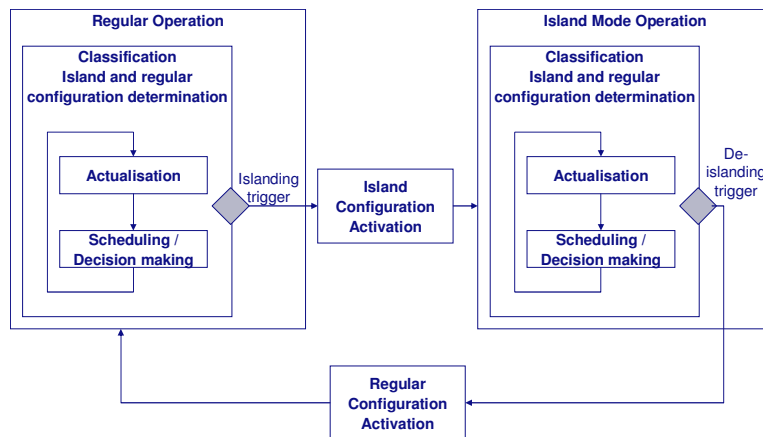 Regular Operation
Classification
Island and regular
configuration determination
Actualisation
Scheduling /
Decision making
Islanding
trigger
Island
Configuration
Activation
Island Mode Operation
Classification
Island and regular
configuration determination
Actualisation
Scheduling /
Decision making
De-
islanding
trigger
Regular
Configuration
Activation